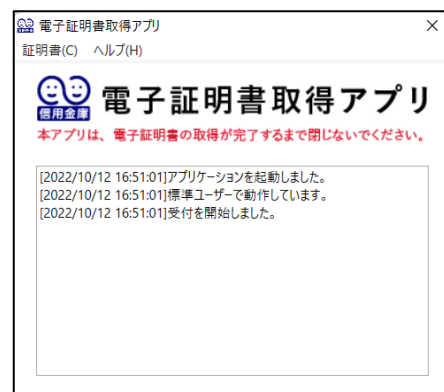 電子証明書取得アプリ
証明書(C) ヘルプ(H)
信用金庫
電子証明書取得アプリ
本アプリは、電子証明書の取得が完了するまで閉じないでください。
[2022/10/12 16:51:01]アプリケーションを起動しました。
[2022/10/12 16:51:01]標準ユーザーで動作しています。
[2022/10/12 16:51:01]受付を開始しました。